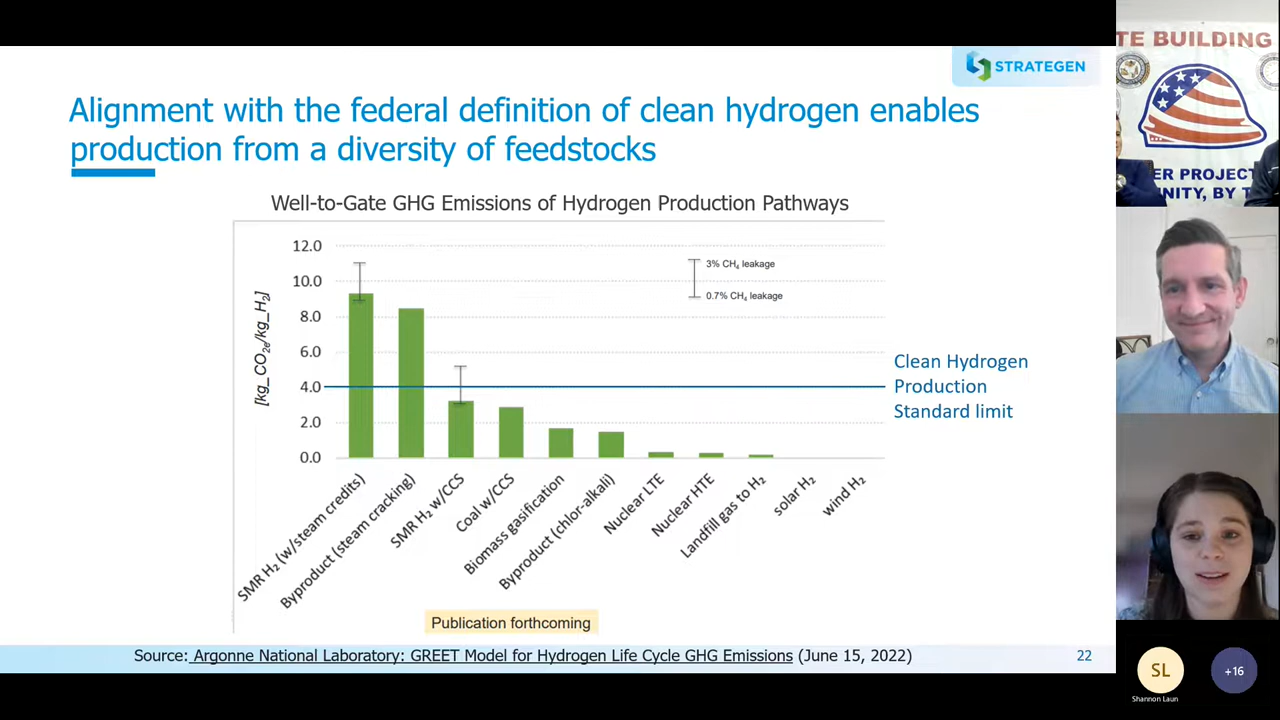 STRATEGEN
Alignment with the federal definition of clean hydrogen enables
production from a diversity of feedstocks
Well-to-Gate GHG Emissions of Hydrogen Production Pathways
[kg_CO₂ₑ/kg_H₂]
12.0
10.0
8.0
6.0
4.0
2.0
0.0
3% CH₄ leakage
0.7% CH₄ leakage
Clean Hydrogen
Production
Standard limit
SMR H₂ (w/steam credits)
Byproduct (steam cracking)
SMR H₂ w/CCS
Coal w/CCS
Biomass gasification
Byproduct (chlor-alkali)
Nuclear LTE
Nuclear HTE
Landfill gas to H₂
solar H₂
wind H₂
Publication forthcoming
Source: Argonne National Laboratory: GREET Model for Hydrogen Life Cycle GHG Emissions (June 15, 2022)
22
TE BUILDING
ER PROJECT
NITY, BY T
SL
Shannon Laun
+16